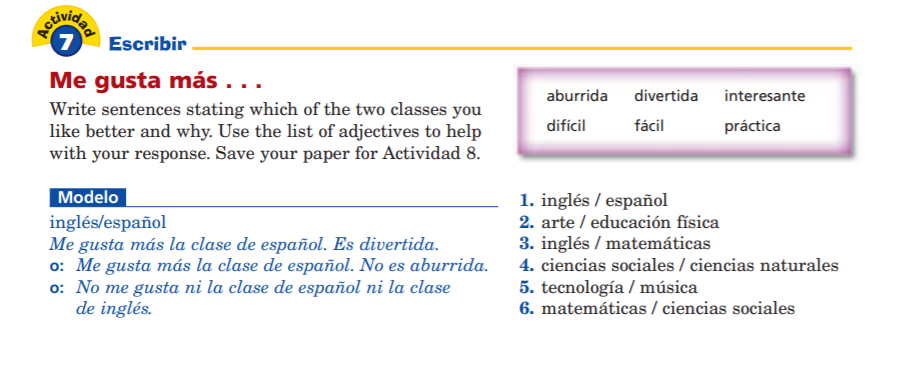 Actividad
7
Escribir
Me gusta más . . .
Write sentences stating which of the two classes you
like better and why. Use the list of adjectives to help
with your response. Save your paper for Actividad 8.
aburrida divertida interesante
difícil fácil práctica
Modelo
inglés/español
Me gusta más la clase de español. Es divertida.
o: Me gusta más la clase de español. No es aburrida.
o: No me gusta ni la clase de español ni la clase
de inglés.
1. inglés / español
2. arte / educación física
3. inglés / matemáticas
4. ciencias sociales / ciencias naturales
5. tecnología / música
6. matemáticas / ciencias sociales